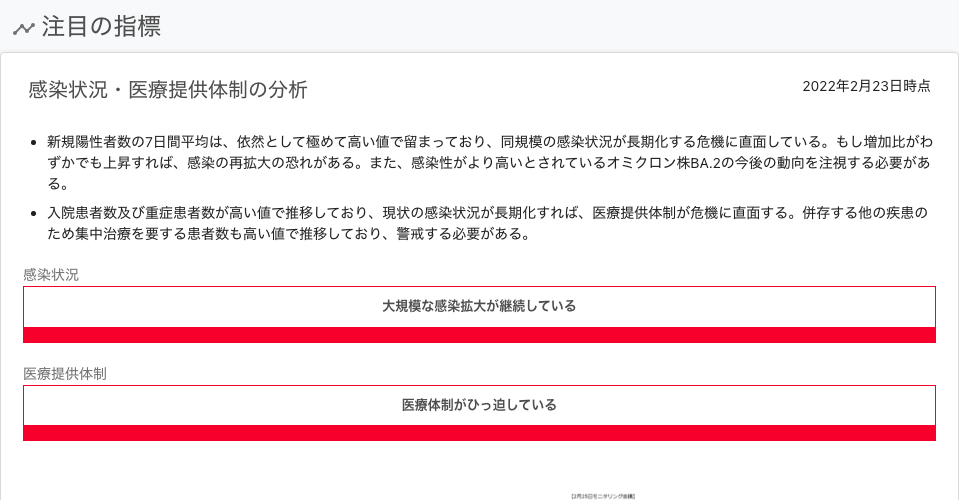 注目の指標
感染状況・医療提供体制の分析
2022年2月23日時点
新規陽性者数の7日間平均は、依然として極めて高い値で留まっており、同規模の感染状況が長期化する危機に直面している。もし増加比がわ
ずかでも上昇すれば、感染の再拡大の恐れがある。また、感染性がより高いとされているオミクロン株BA.2の今後の動向を注視する必要があ
る。
入院患者数及び重症患者数が高い値で推移しており、現状の感染状況が長期化すれば、医療提供体制が危機に直面する。併存する他の疾患の
ため集中治療を要する患者数も高い値で推移しており、警戒する必要がある。
感染状況
大規模な感染拡大が継続している
医療提供体制
医療体制がひっ迫している